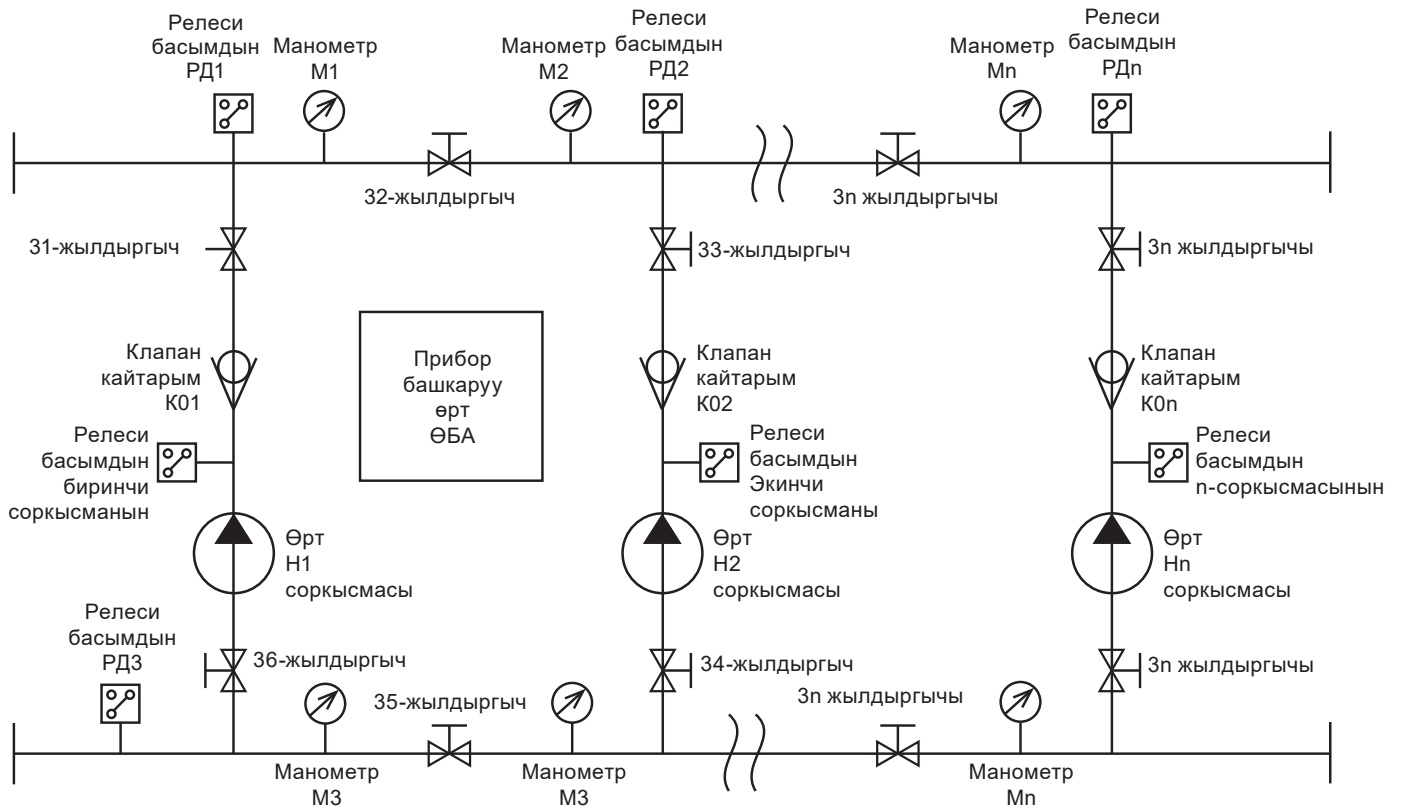 Релеси
басымдын
РД1
Манометр
М1
Манометр
М2
Релеси
басымдын
РД2
Манометр
Мn
Релеси
басымдын
РДn
32-жылдыргыч
3n жылдыргычы
31-жылдыргыч
33-жылдыргыч
3n жылдыргычы
Клапан
кайтарым
К01
Прибор
башкаруу
өрт
ӨБА
Клапан
кайтарым
К02
Клапан
кайтарым
К0n
Релеси
басымдын
биринчи
соркысманын
Релеси
басымдын
Экинчи
соркысманы
Релеси
басымдын
n-соркысмасынын
Өрт
Н1
соркысмасы
Өрт
Н2
соркысмасы
Өрт
Нn
соркысмасы
Релеси
басымдын
РД3
36-жылдыргыч
34-жылдыргыч
3n жылдыргычы
35-жылдыргыч
3n жылдыргычы
Манометр
М3
Манометр
М3
Манометр
Мn